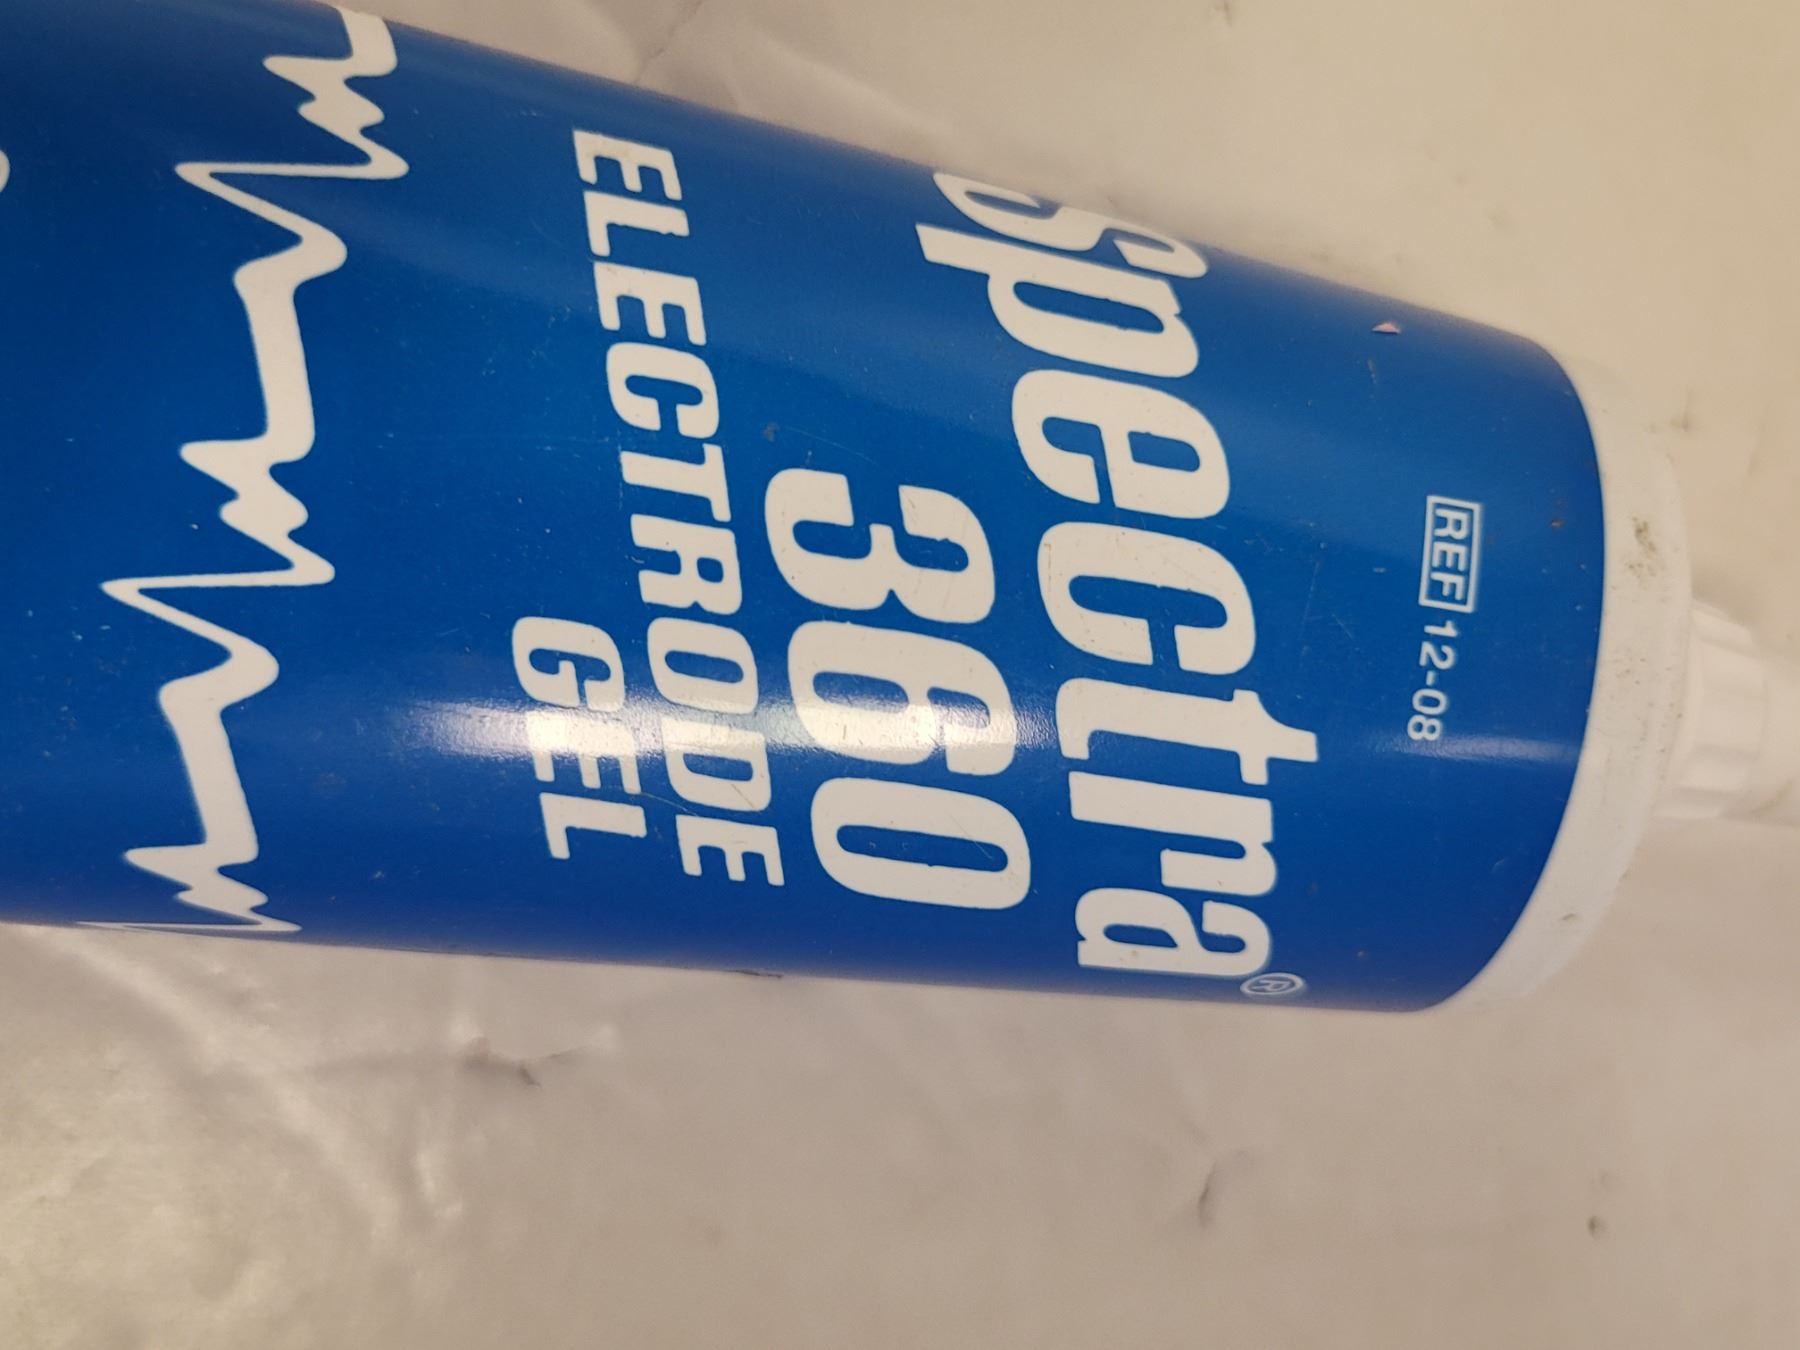 REF 12-08
Spectra®
360
ELECTRODE
GEL